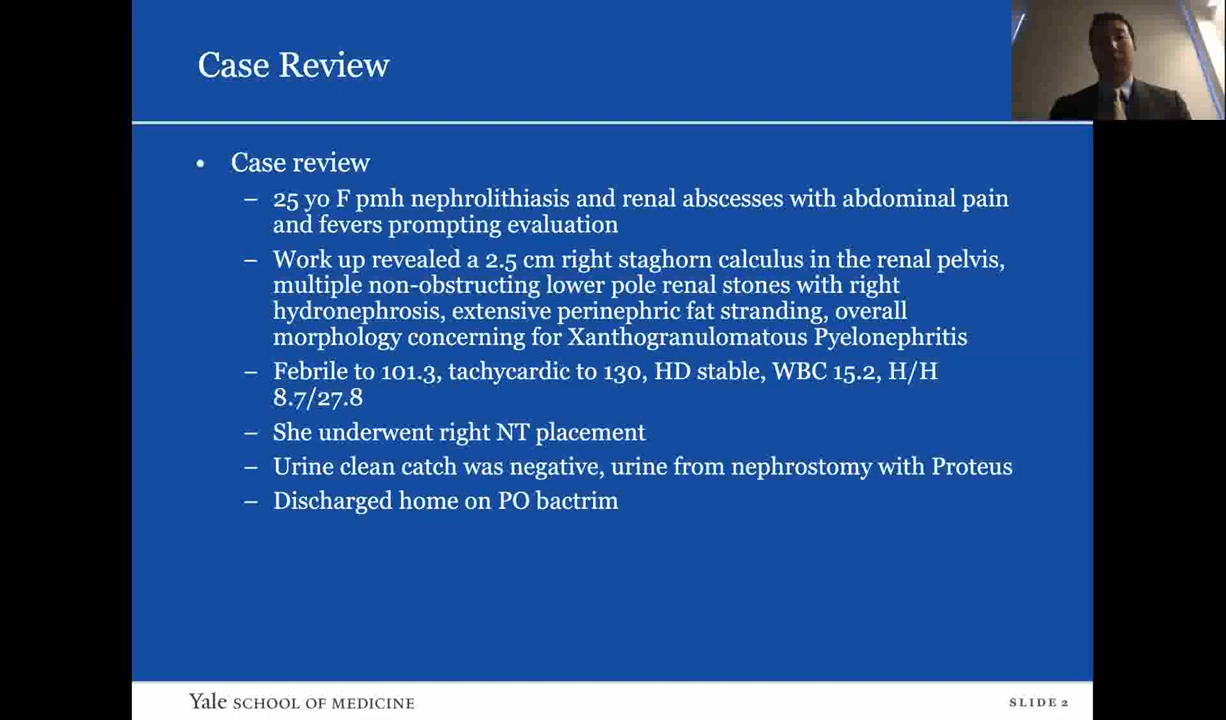 Case Review
• Case review
– 25 yo F pmh nephrolithiasis and renal abscesses with abdominal pain
and fevers prompting evaluation
– Work up revealed a 2.5 cm right staghorn calculus in the renal pelvis,
multiple non-obstructing lower pole renal stones with right
hydronephrosis, extensive perinephric fat stranding, overall
morphology concerning for Xanthogranulomatous Pyelonephritis
– Febrile to 101.3, tachycardic to 130, HD stable, WBC 15.2, H/H
8.7/27.8
– She underwent right NT placement
– Urine clean catch was negative, urine from nephrostomy with Proteus
– Discharged home on PO bactrim
Yale SCHOOL OF MEDICINE
SLIDE 2